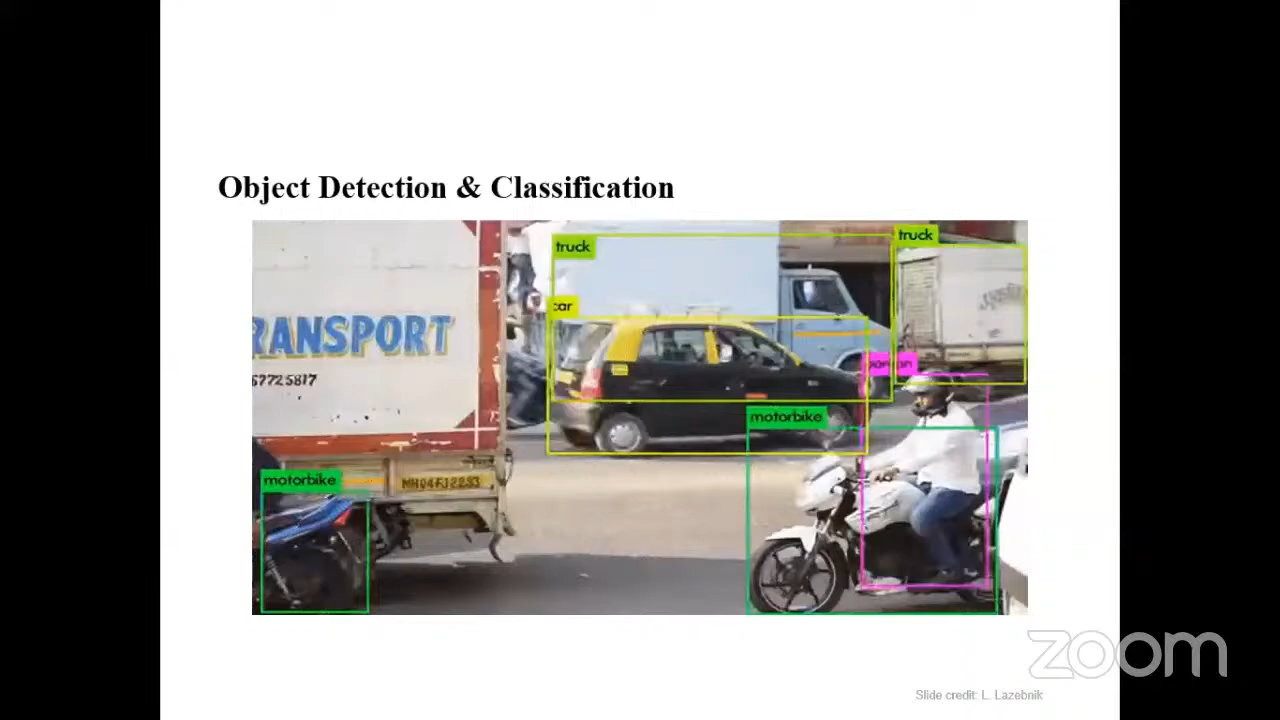 Object Detection & Classification
truck
truck
car
RANSPORT
57725817
motorbike
motorbike
zoom
Slide credit: L. Lazebnik